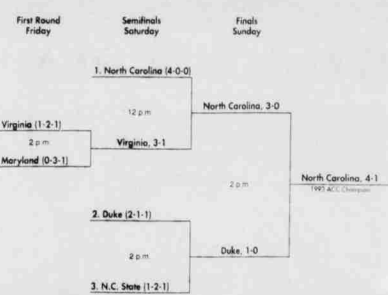 First Round
Friday
Semifinals
Saturday
Finals
Sunday
1. North Carolina (4-0-0)
12 p.m.
North Carolina, 3-0
Virginia (1-2-1)
2 p.m.
Virginia, 3-1
Maryland (0-3-1)
2 p.m.
North Carolina, 4-1
1993 ACC Champion
2. Duke (2-1-1)
2 p.m.
Duke, 1-0
3. N.C. State (1-2-1)